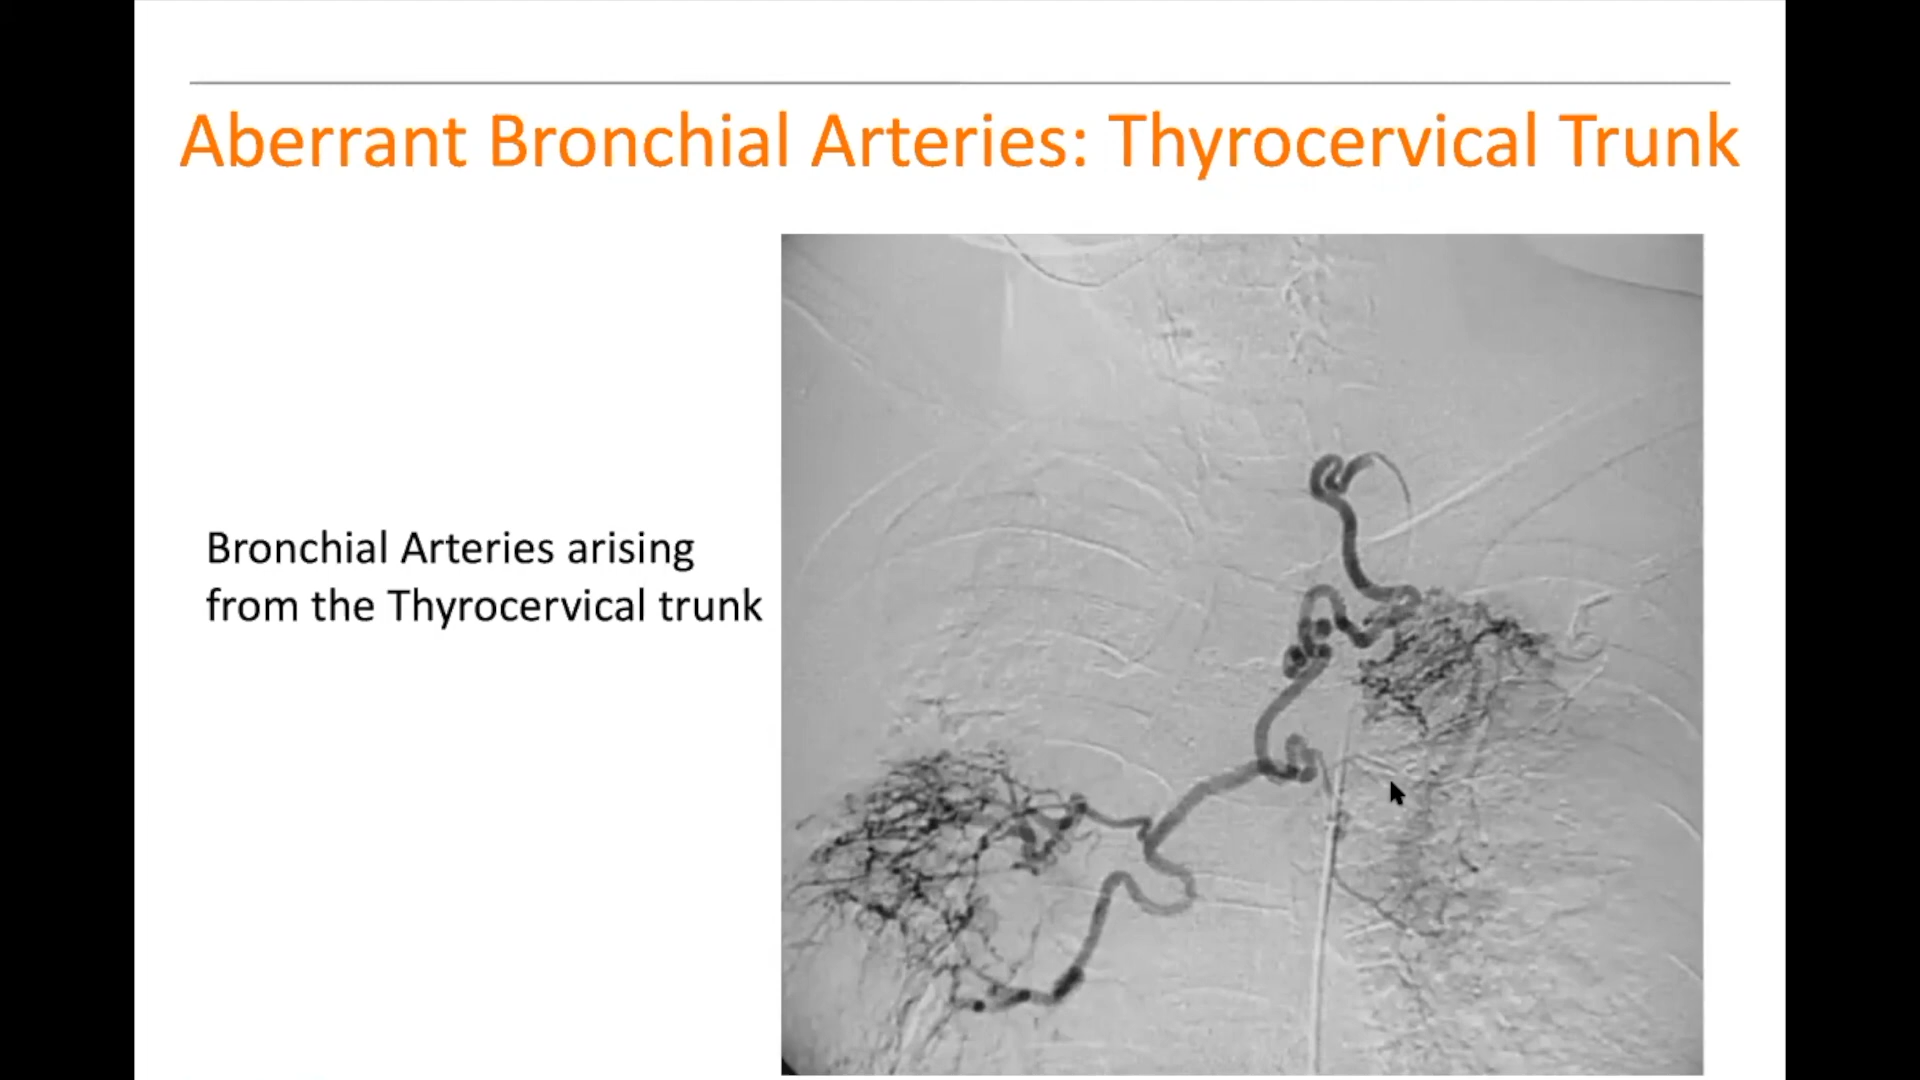 Aberrant Bronchial Arteries: Thyrocervical Trunk
Bronchial Arteries arising
from the Thyrocervical trunk